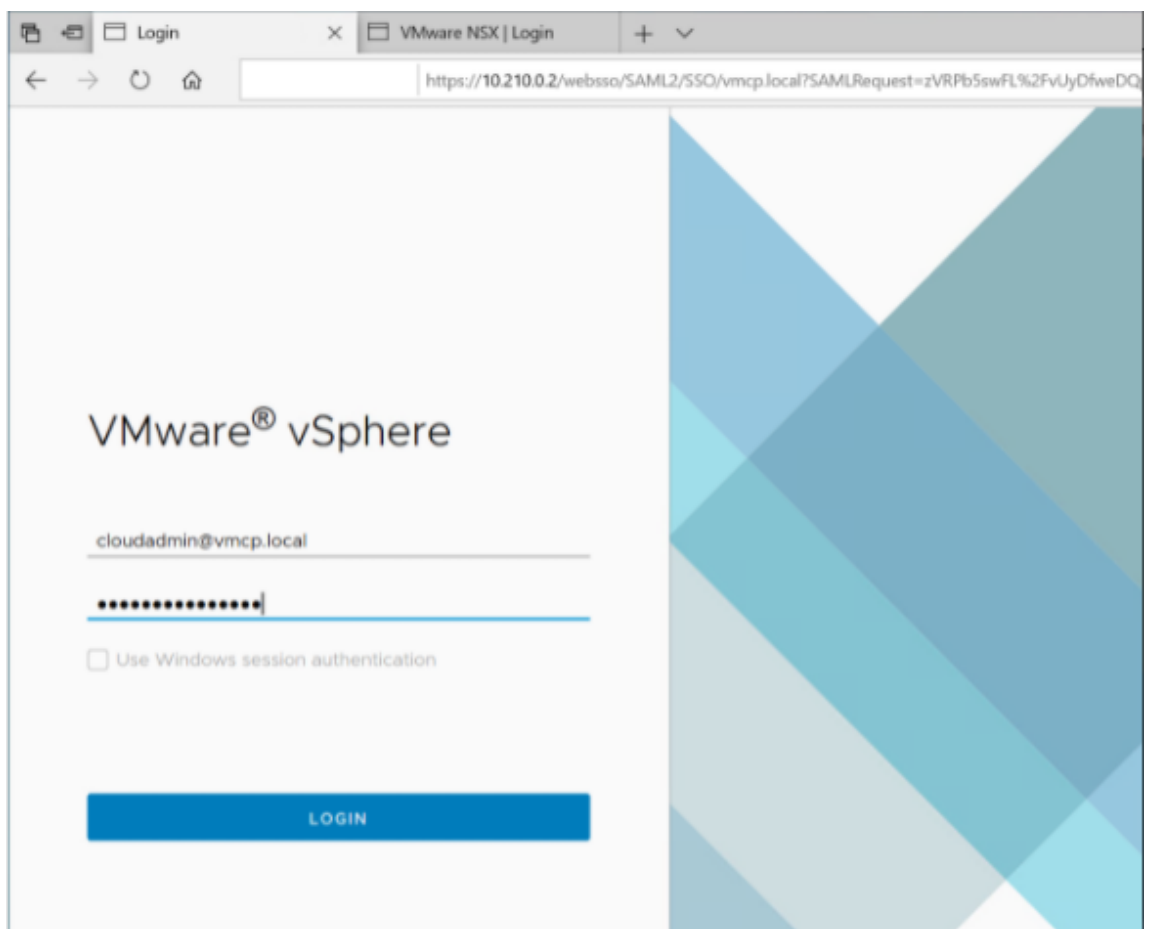 Login
VMware NSX | Login
https://10.210.0.2/websso/SAML2/SSO/vmcp.local?SAMLRequest=zVRPb5swFL%2FvUyDfweDQ
VMware® vSphere
cloudadmin@vmcp.local
Use Windows session authentication
LOGIN